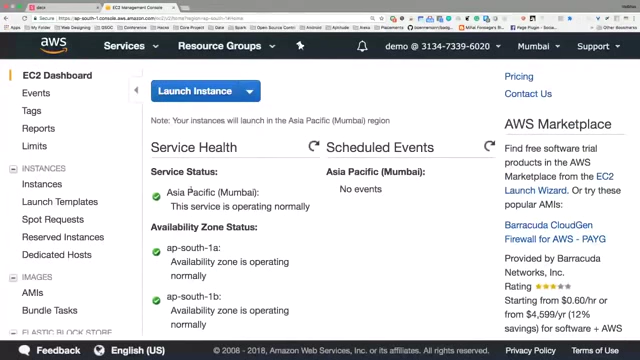 EC2 Management Console
aws
Services
Resource Groups
demo @ 3134-7339-6020
Mumbai
Support
EC2 Dashboard
Events
Tags
Reports
Limits
INSTANCES
Instances
Launch Templates
Spot Requests
Reserved Instances
Dedicated Hosts
IMAGES
AMIs
Bundle Tasks
ELASTIC BLOCK STORE
Launch Instance
Note: Your instances will launch in the Asia Pacific (Mumbai) region
Service Health
Service Status:
Asia Pacific (Mumbai):
This service is operating normally
Availability Zone Status:
ap-south-1a:
Availability zone is operating
normally
ap-south-1b:
Availability zone is operating
normally
Scheduled Events
Asia Pacific (Mumbai):
No events
Pricing
Contact Us
AWS Marketplace
Find free software trial
products in the AWS
Marketplace from the EC2
Launch Wizard. Or try these
popular AMIs:
Barracuda CloudGen
Firewall for AWS - PAYG
Provided by Barracuda
Networks, Inc.
Rating
Starting from $0.60/hr or
from $4,599/yr (12%
savings) for software + AWS
Feedback
English (US)
© 2008 - 2018, Amazon Web Services, Inc. or its affiliates. All rights reserved.
Privacy Policy
Terms of Use